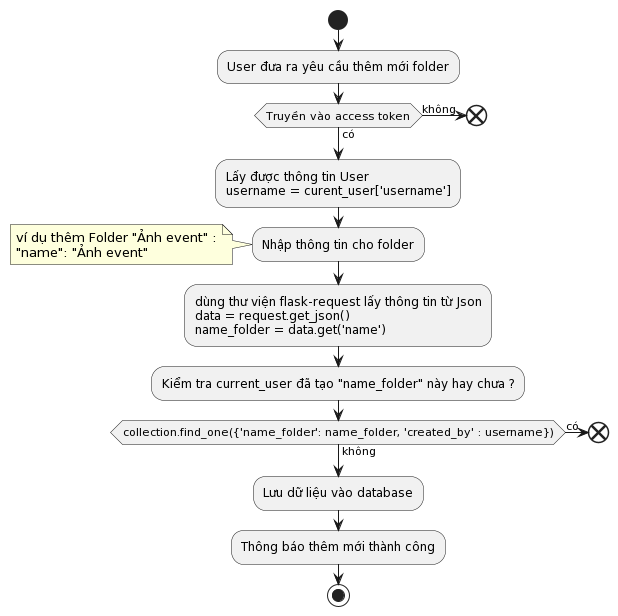 User đưa ra yêu cầu thêm mới folder
Truyền vào access token
không
có
Lấy được thông tin User
username = curent_user['username']
ví dụ thêm Folder "Ảnh event" :
"name": "Ảnh event"
Nhập thông tin cho folder
dùng thư viện flask-request lấy thông tin từ Json
data = request.get_json()
name_folder = data.get('name')
Kiểm tra current_user đã tạo "name_folder" này hay chưa ?
collection.find_one({'name_folder': name_folder, 'created_by' : username})
có
không
Lưu dữ liệu vào database
Thông báo thêm mới thành công